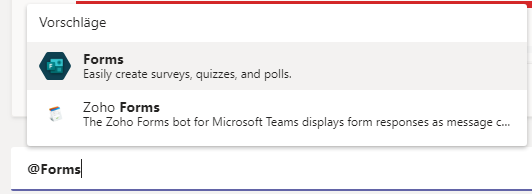 Vorschläge
Forms
Easily create surveys, quizzes, and polls.
Zoho Forms
The Zoho Forms bot for Microsoft Teams displays form responses as message c...
@Forms